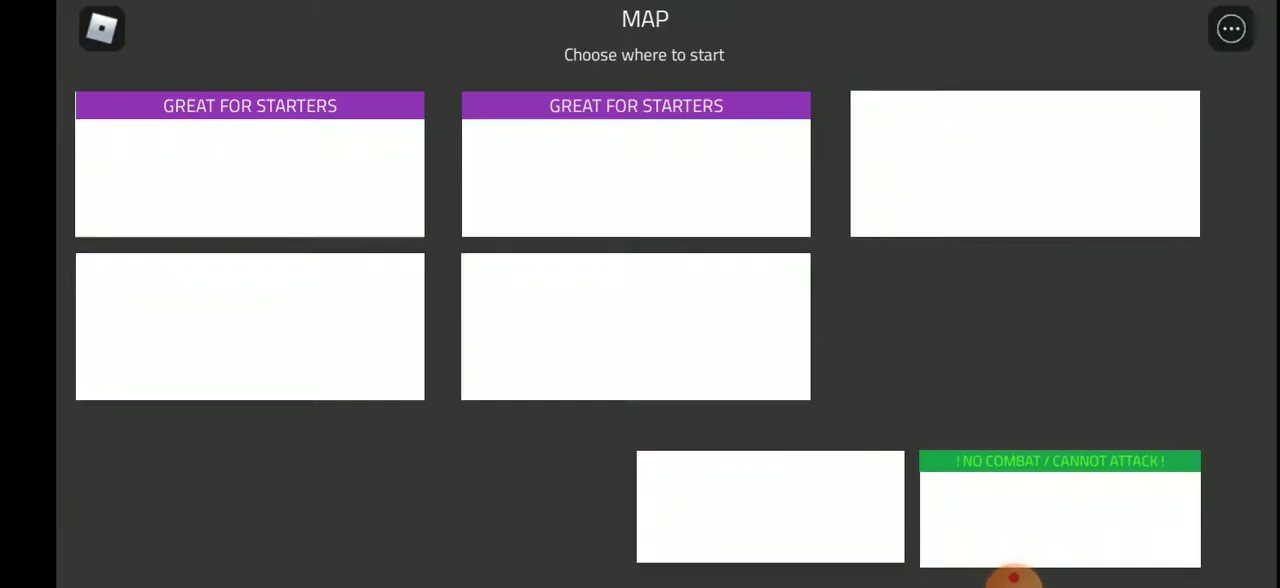 MAP
Choose where to start
GREAT FOR STARTERS
GREAT FOR STARTERS
! NO COMBAT / CANNOT ATTACK !